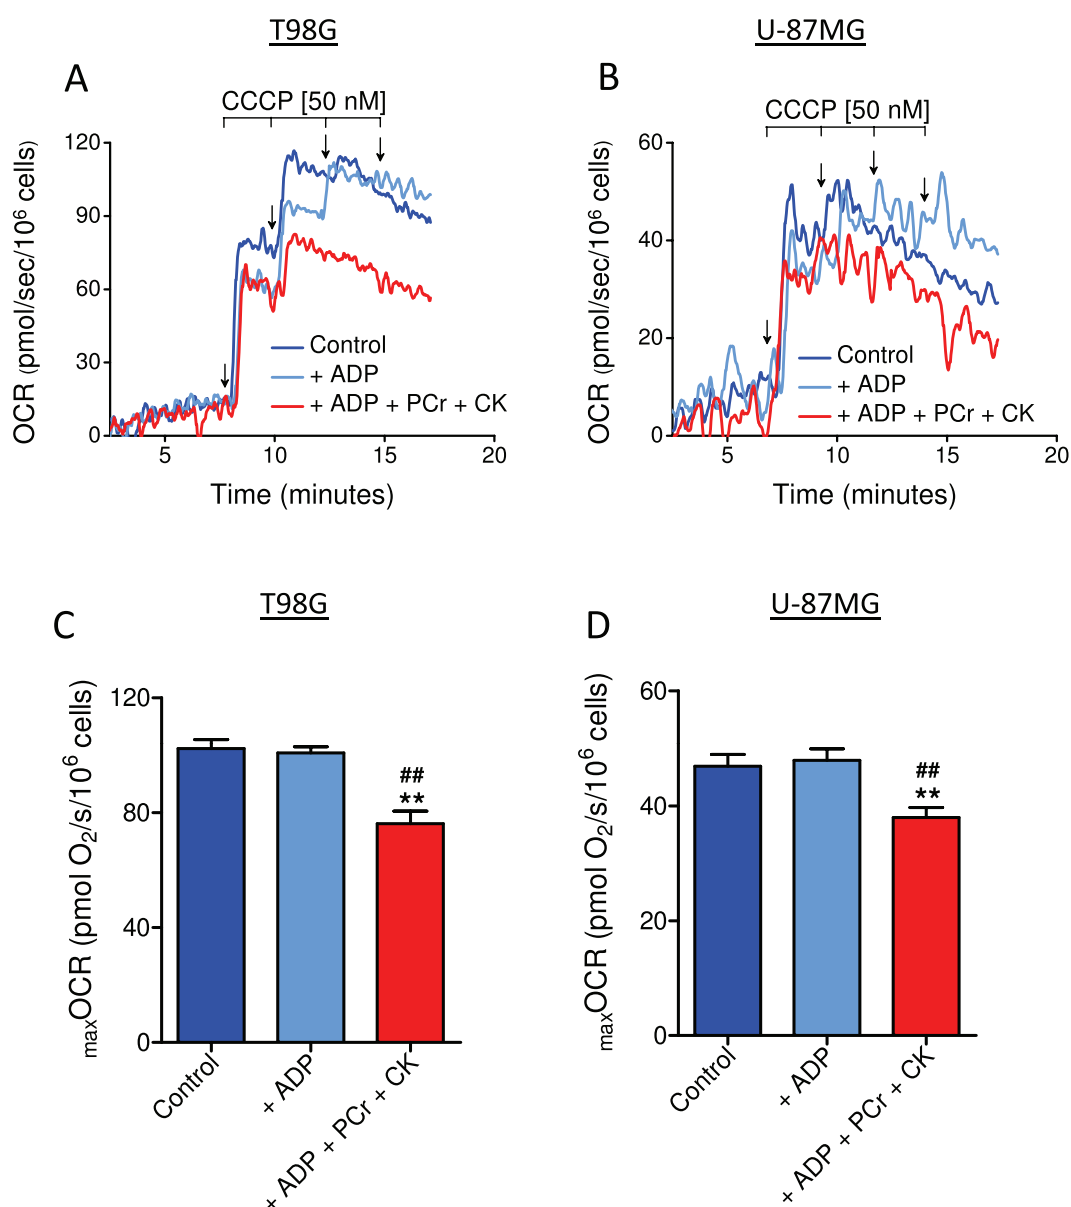 T98G
U-87MG
A
B
CCCP [50 nM]
CCCP [50 nM]
OCR (pmol/sec/10⁶ cells)
120
90
60
30
0
Control
+ ADP
+ ADP + PCr + CK
5
10
15
20
Time (minutes)
OCR (pmol/sec/10⁶ cells)
60
40
20
0
Control
+ ADP
+ ADP + PCr + CK
5
10
15
20
Time (minutes)
T98G
U-87MG
C
D
maxOCR (pmol O₂/s/10⁶ cells)
120
80
40
0
##
**
Control
+ ADP
+ ADP + PCr + CK
maxOCR (pmol O₂/s/10⁶ cells)
60
40
20
0
##
**
Control
+ ADP
+ ADP + PCr + CK